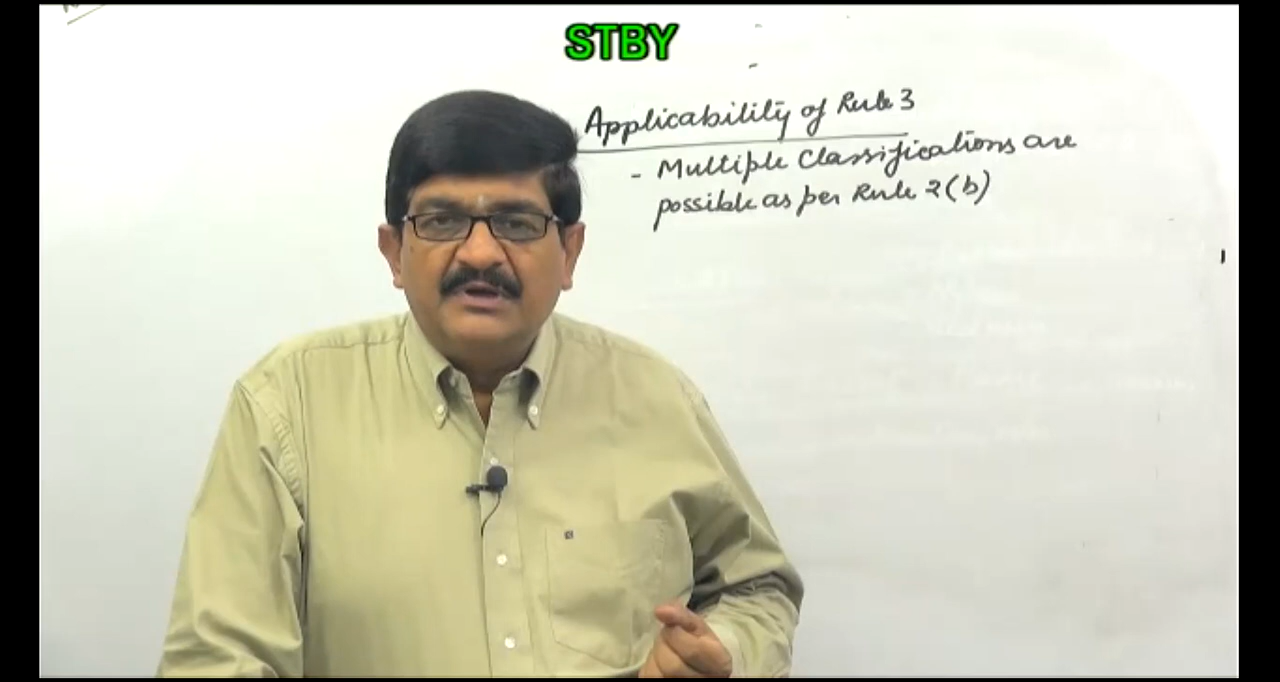 STBY
Applicability of Rule 3
- Multiple Classifications are
possible as per Rule 2(b)